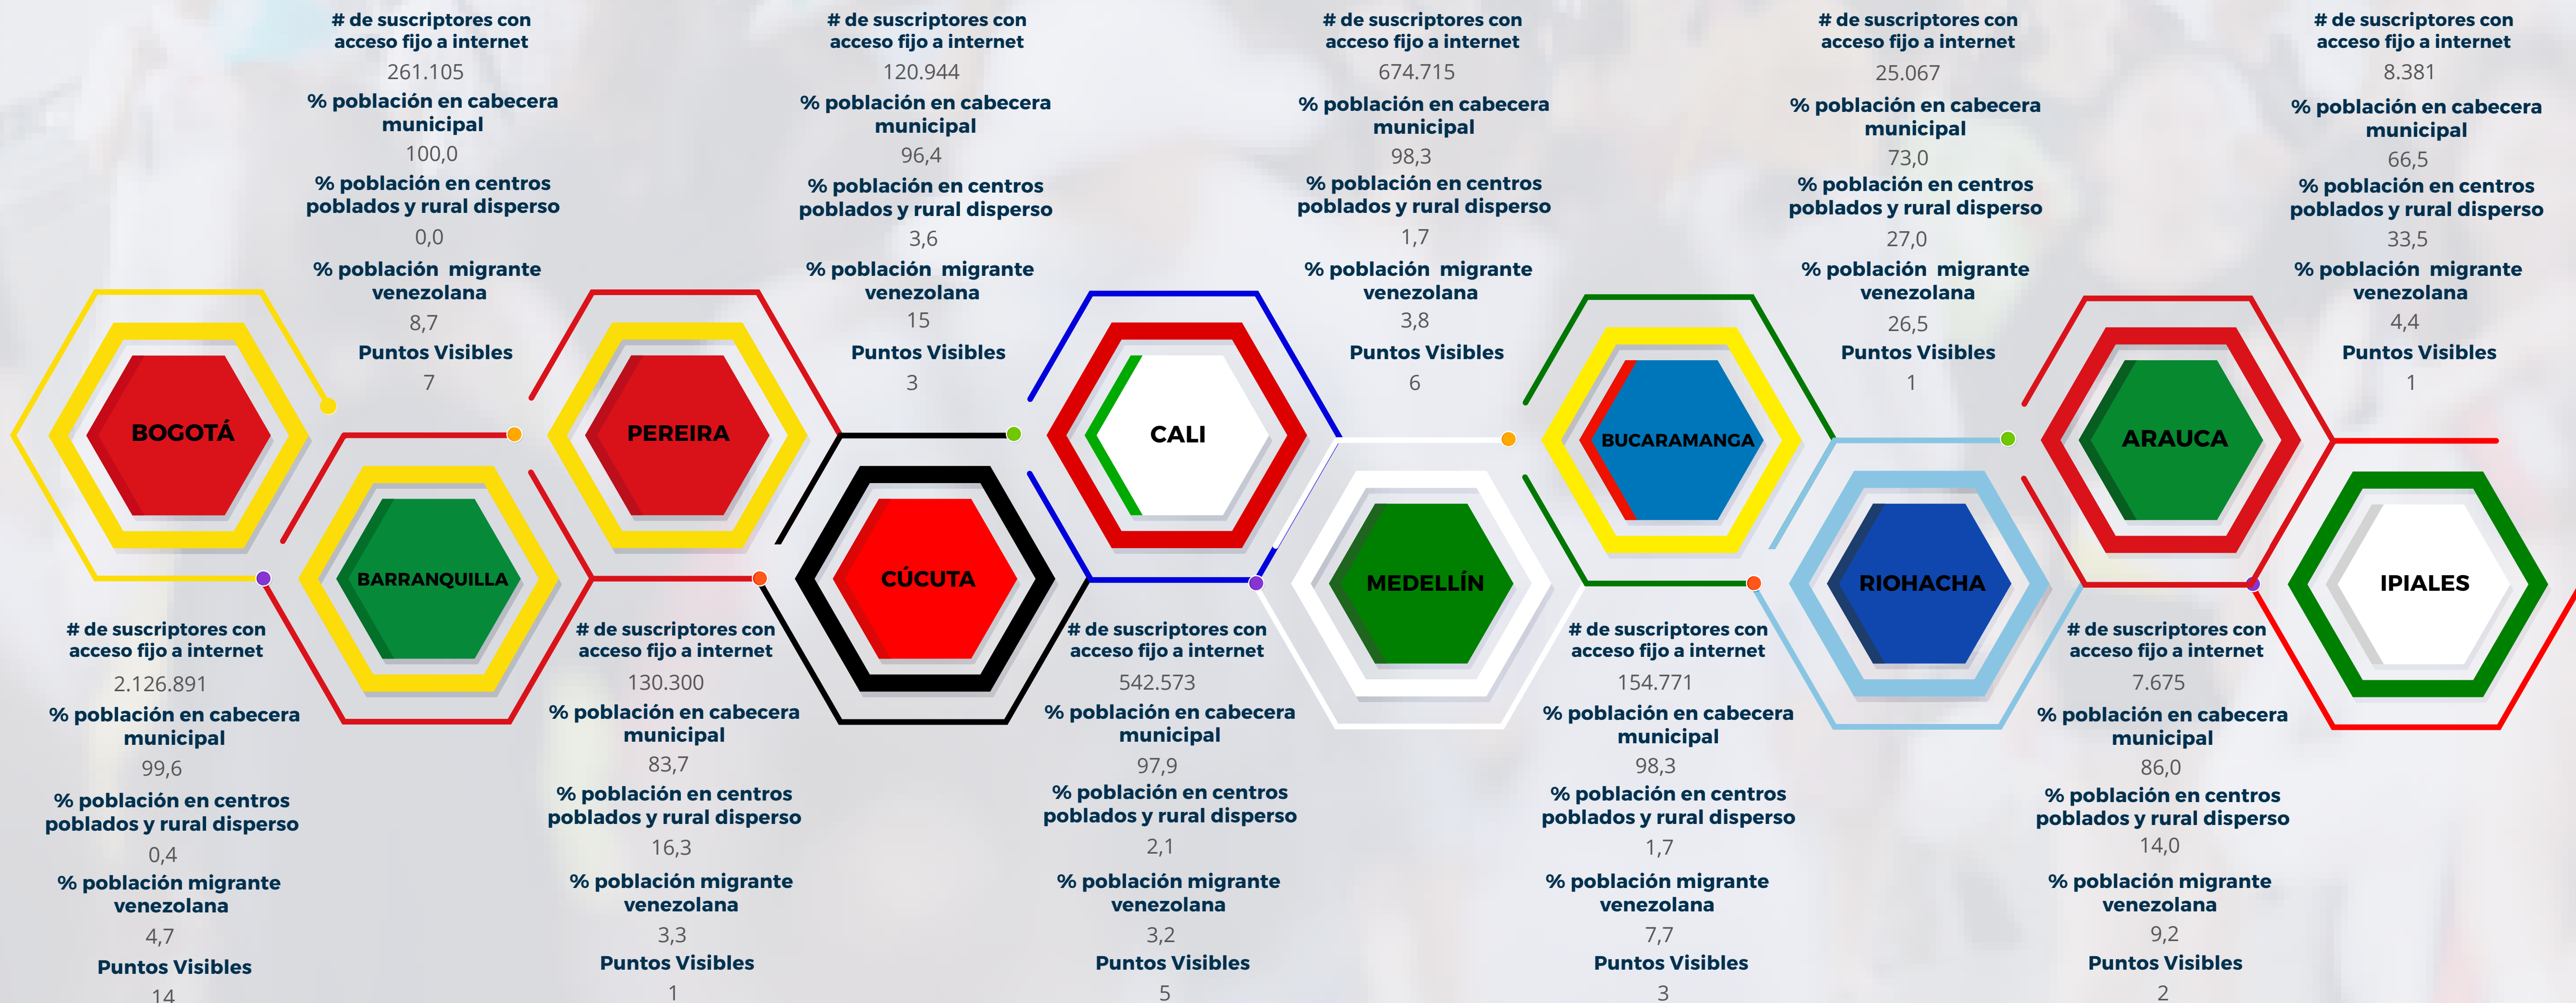 # de suscriptores con
acceso fijo a internet
261.105
% población en cabecera
municipal
100,0
% población en centros
poblados y rural disperso
0,0
% población migrante
venezolana
8,7
Puntos Visibles
7
# de suscriptores con
acceso fijo a internet
120.944
% población en cabecera
municipal
96,4
% población en centros
poblados y rural disperso
3,6
% población migrante
venezolana
15
Puntos Visibles
3
# de suscriptores con
acceso fijo a internet
674.715
% población en cabecera
municipal
98,3
% población en centros
poblados y rural disperso
1,7
% población migrante
venezolana
3,8
Puntos Visibles
6
# de suscriptores con
acceso fijo a internet
25.067
% población en cabecera
municipal
73,0
% población en centros
poblados y rural disperso
27,0
% población migrante
venezolana
26,5
Puntos Visibles
1
# de suscriptores con
acceso fijo a internet
8.381
% población en cabecera
municipal
66,5
% población en centros
poblados y rural disperso
33,5
% población migrante
venezolana
4,4
Puntos Visibles
1
BOGOTÁ
BARRANQUILLA
PEREIRA
CÚCUTA
CALI
MEDELLÍN
BUCARAMANGA
RIOHACHA
ARAUCA
IPIALES
# de suscriptores con
acceso fijo a internet
2.126.891
% población en cabecera
municipal
99,6
% población en centros
poblados y rural disperso
0,4
% población migrante
venezolana
4,7
Puntos Visibles
14
# de suscriptores con
acceso fijo a internet
130.300
% población en cabecera
municipal
83,7
% población en centros
poblados y rural disperso
16,3
% población migrante
venezolana
3,3
Puntos Visibles
1
# de suscriptores con
acceso fijo a internet
542.573
% población en cabecera
municipal
97,9
% población en centros
poblados y rural disperso
2,1
% población migrante
venezolana
3,2
Puntos Visibles
5
# de suscriptores con
acceso fijo a internet
154.771
% población en cabecera
municipal
98,3
% población en centros
poblados y rural disperso
1,7
% población migrante
venezolana
7,7
Puntos Visibles
3
# de suscriptores con
acceso fijo a internet
7.675
% población en cabecera
municipal
86,0
% población en centros
poblados y rural disperso
14,0
% población migrante
venezolana
9,2
Puntos Visibles
2